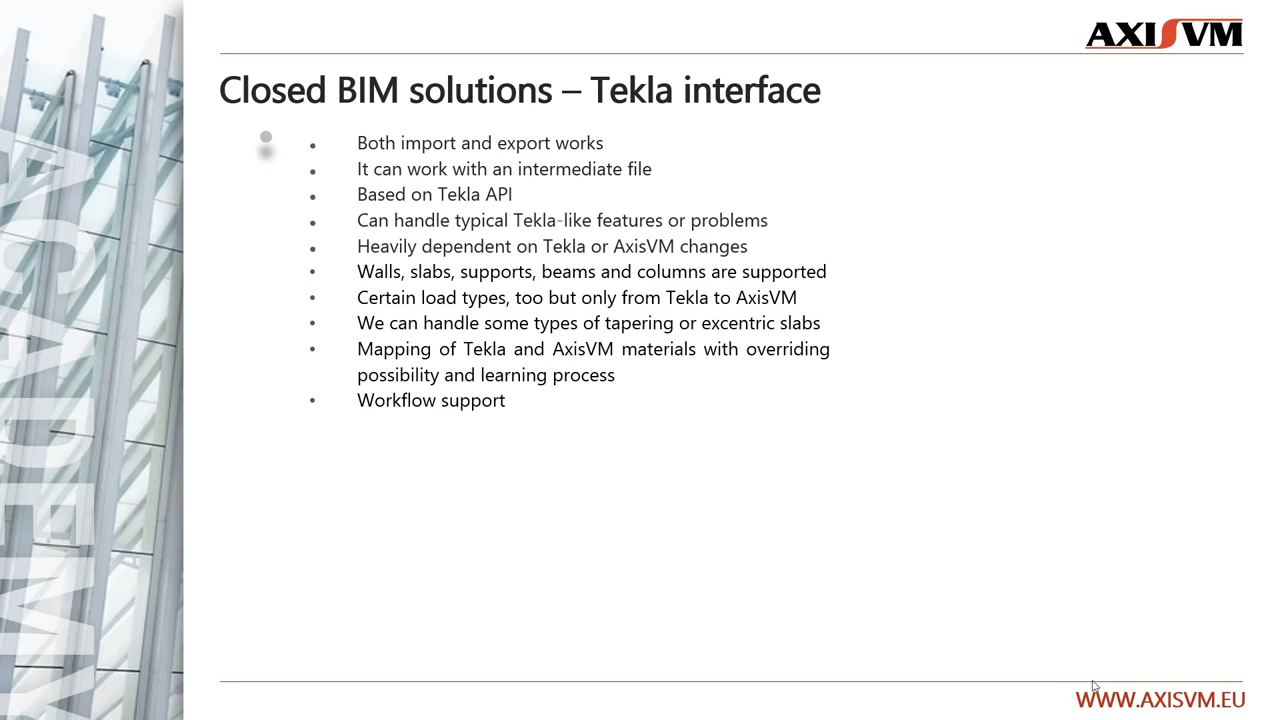 AXISVM
Closed BIM solutions – Tekla interface
• Both import and export works
• It can work with an intermediate file
• Based on Tekla API
• Can handle typical Tekla-like features or problems
• Heavily dependent on Tekla or AxisVM changes
• Walls, slabs, supports, beams and columns are supported
• Certain load types, too but only from Tekla to AxisVM
• We can handle some types of tapering or excentric slabs
• Mapping of Tekla and AxisVM materials with overriding
possibility and learning process
• Workflow support
ACADEMY
WWW.AXISVM.EU